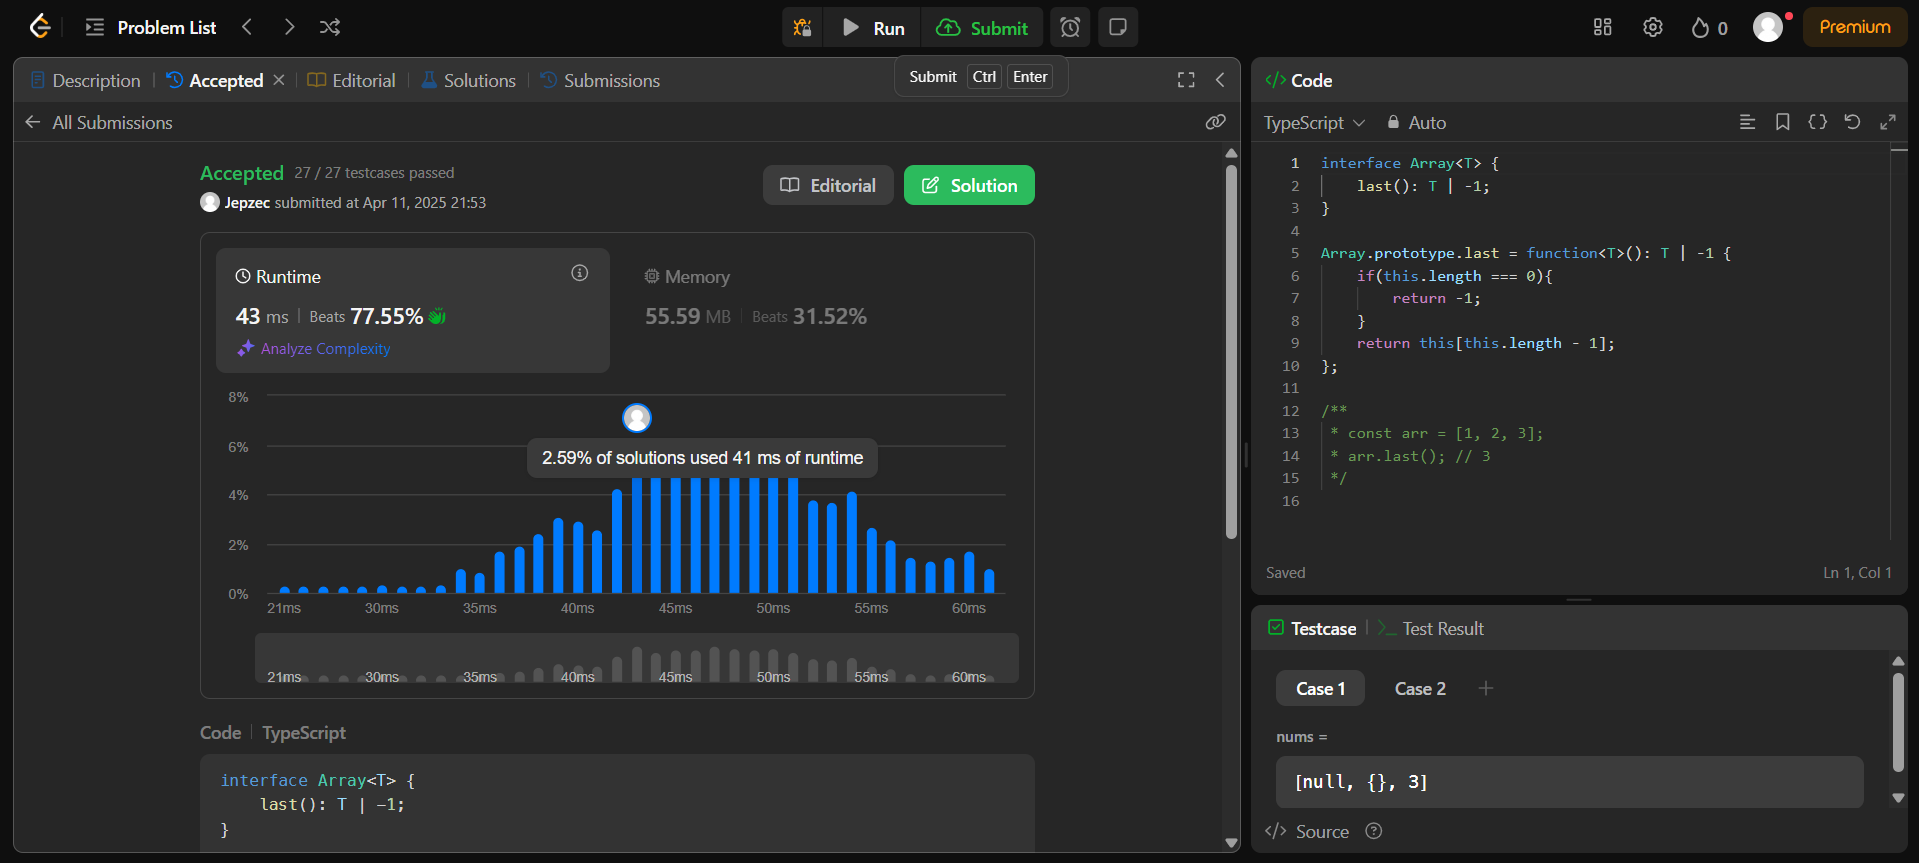 Problem List
Run
Submit
0
Premium
Submit Ctrl Enter
Description
Accepted
Editorial
Solutions
Submissions
All Submissions
Accepted 27 / 27 testcases passed
Jepzec submitted at Apr 11, 2025 21:53
Editorial
Solution
Runtime
43 ms | Beats 77.55%
Analyze Complexity
Memory
55.59 MB | Beats 31.52%
8%
6%
4%
2%
0%
2.59% of solutions used 41 ms of runtime
21ms 30ms 35ms 40ms 45ms 50ms 55ms 60ms
21ms 30ms 35ms 40ms 45ms 50ms 55ms 60ms
Code | TypeScript
interface Array<T> {
last(): T | -1;
}
</> Code
TypeScript
Auto
1 interface Array<T> {
2 last(): T | -1;
3 }
4
5 Array.prototype.last = function<T>(): T | -1 {
6 if(this.length === 0){
7 return -1;
8 }
9 return this[this.length - 1];
10 };
11
12 /**
13 * const arr = [1, 2, 3];
14 * arr.last(); // 3
15 */
16
Saved
Ln 1, Col 1
Testcase
Test Result
Case 1
Case 2
+
nums =
[null, {}, 3]
</> Source